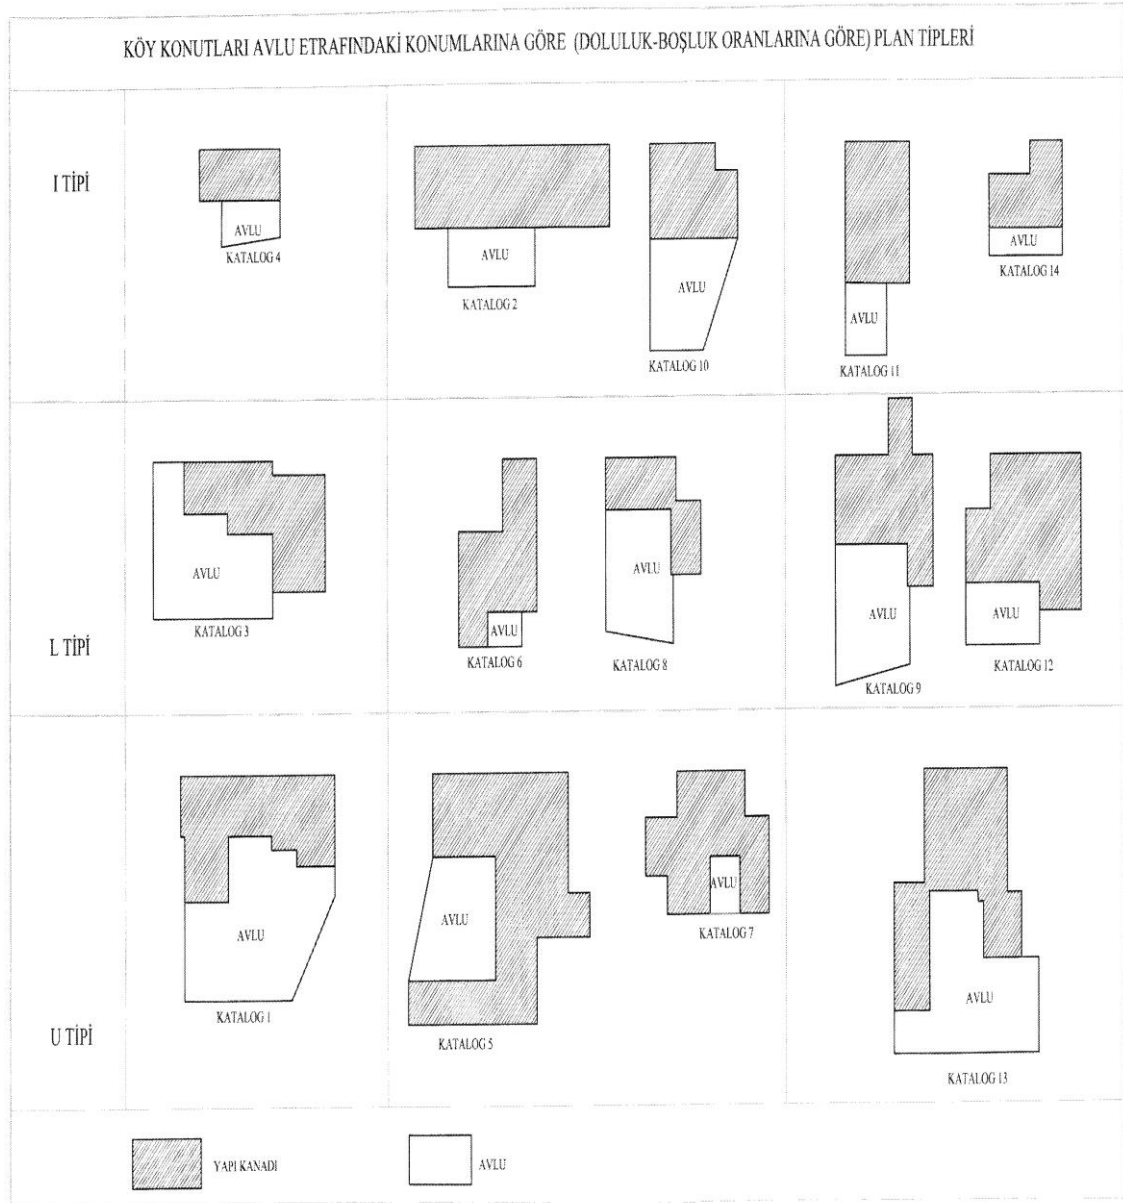 KÖY KONUTLARI AVLU ETRAFINDAKİ KONUMLARINA GÖRE (DOLULUK-BOŞLUK ORANLARINA GÖRE) PLAN TİPLERİ
I TİPİ
AVLU
KATALOG 4
AVLU
KATALOG 2
AVLU
KATALOG 10
AVLU
KATALOG 11
AVLU
KATALOG 14
L TİPİ
AVLU
KATALOG 3
AVLU
KATALOG 6
AVLU
KATALOG 8
AVLU
KATALOG 9
AVLU
KATALOG 12
U TİPİ
AVLU
KATALOG 1
AVLU
KATALOG 5
AVLU
KATALOG 7
AVLU
KATALOG 13
YAPI KANADI
AVLU